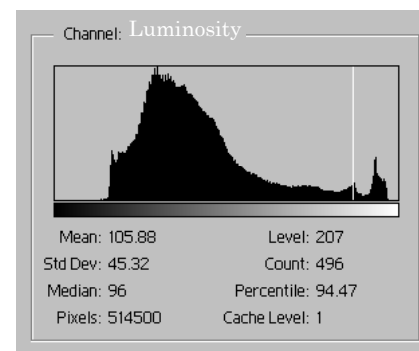 Channel: Luminosity
Mean: 105.88
Level: 207
Std Dev: 45.32
Count: 496
Median: 96
Percentile: 94.47
Pixels: 514500
Cache Level: 1